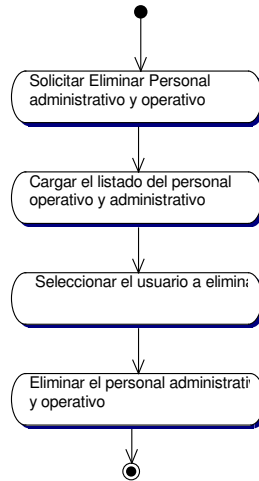 Solicitar Eliminar Personal
administrativo y operativo
Cargar el listado del personal
operativo y administrativo
Seleccionar el usuario a elimina
Eliminar el personal administrativ
y operativo